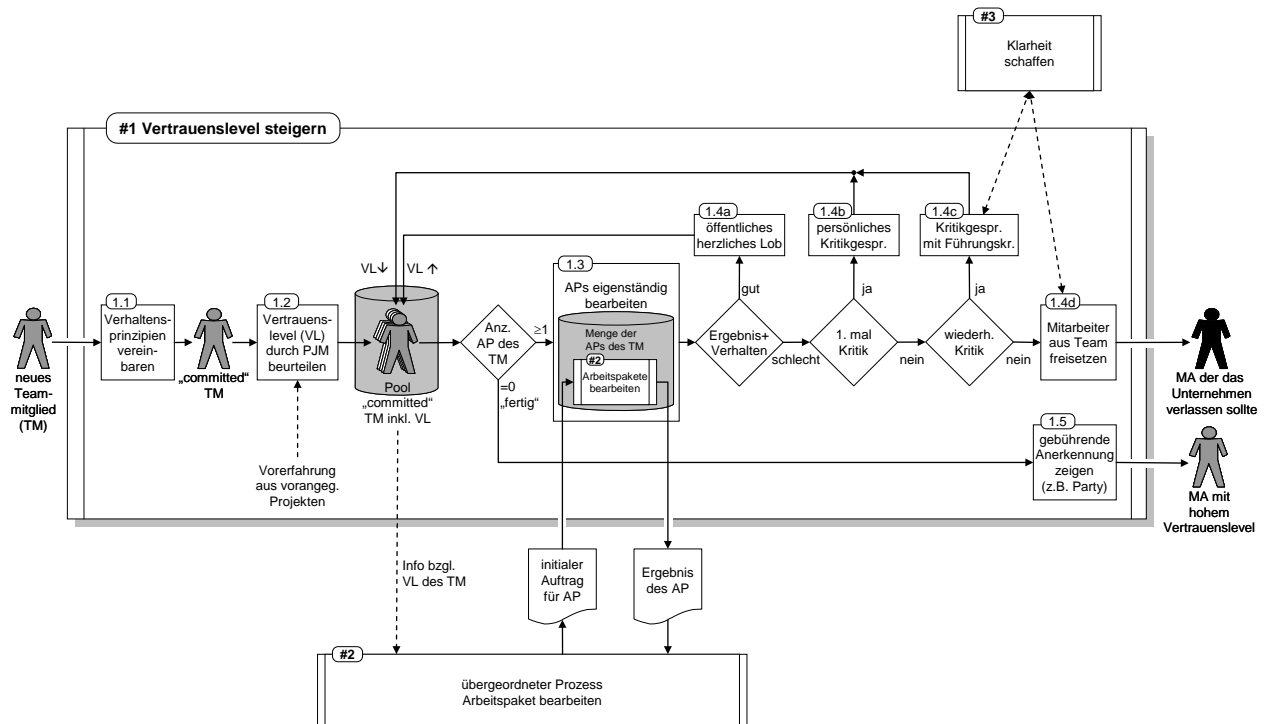 #3
Klarheit
schaffen
#1 Vertrauenslevel steigern
1.4a
öffentliches
herzliches Lob
1.4b
persönliches
Kritikgespr.
1.4c
Kritikgespr.
mit Führungskr.
VL↓
VL ↑
1.1
Verhaltens-
prinzipien
verein-
baren
1.2
Vertrauens-
level (VL)
durch PJM
beurteilen
Pool
„committed“
TM inkl. VL
Anz.
AP des
TM
≥1
=0
„fertig“
1.3
APs eigenständig
bearbeiten
Menge der
APs des TM
#2
Arbeitspakete
bearbeiten
gut
Ergebnis+
Verhalten
schlecht
ja
1. mal
Kritik
nein
ja
wiederh.
Kritik
nein
1.4d
Mitarbeiter
aus Team
freisetzen
neues
Team-
mitglied
(TM)
„committed“
TM
MA der das
Unternehmen
verlassen sollte
1.5
gebührende
Anerkennung
zeigen
(z.B. Party)
MA mit
hohem
Vertrauenslevel
Vorerfahrung
aus vorangeg.
Projekten
Info bzgl.
VL des TM
initialer
Auftrag
für AP
Ergebnis
des AP
#2
übergeordneter Prozess
Arbeitspaket bearbeiten